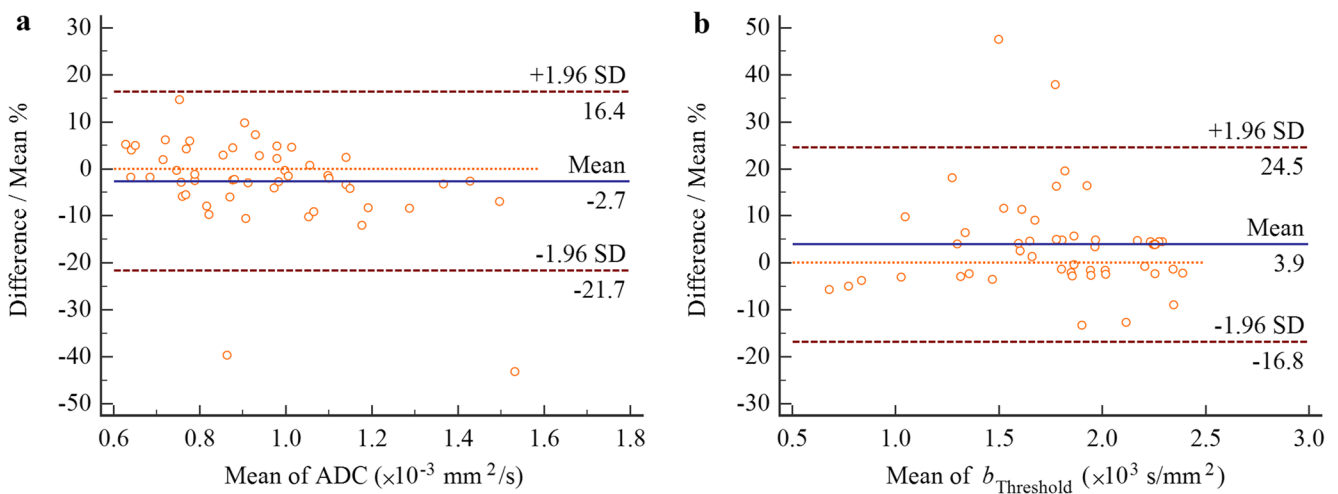 a
Difference / Mean %
30
20
10
0
-10
-20
-30
-40
-50
+1.96 SD
16.4
Mean
-2.7
-1.96 SD
-21.7
0.6 0.8 1.0 1.2 1.4 1.6 1.8
Mean of ADC (×10-3 mm2/s)
b
Difference / Mean %
50
40
30
20
10
0
-10
-20
-30
+1.96 SD
24.5
Mean
3.9
-1.96 SD
-16.8
0.5 1.0 1.5 2.0 2.5 3.0
Mean of bThreshold (×103 s/mm2)